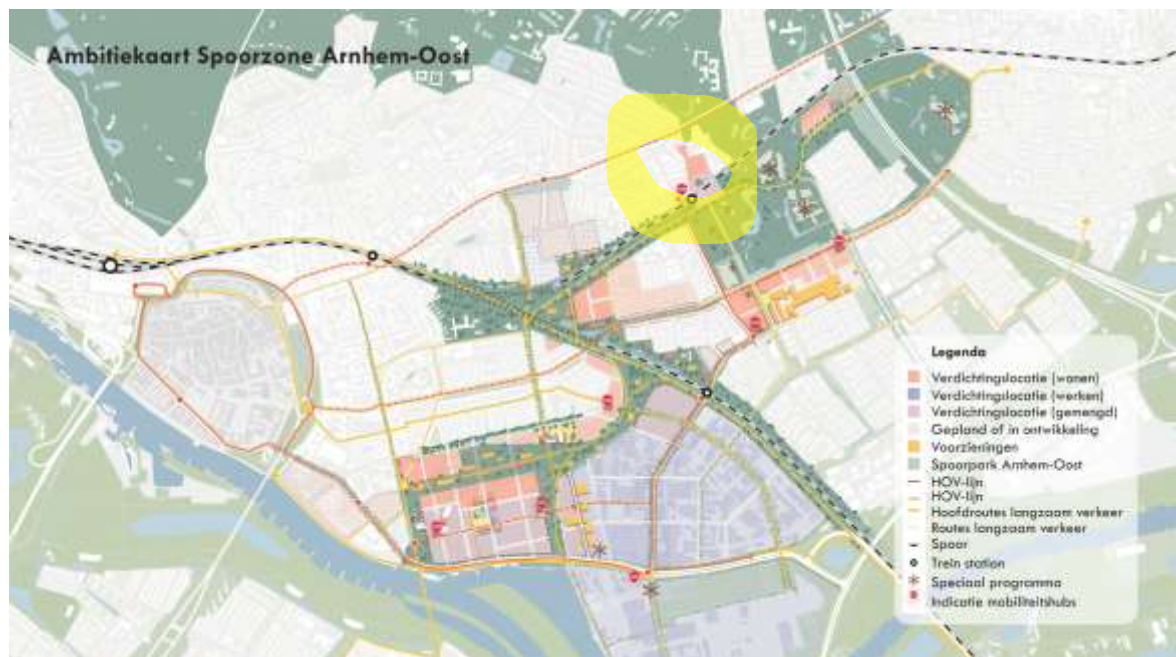 Ambitiekaart Spoorzone Arnhem-Oost
Legenda
Verdichtingslocatie (wonen)
Verdichtingslocatie (werken)
Verdichtingslocatie (gemengd)
Gepland of in ontwikkeling
Voorzieningen
Spoorpark Arnhem-Oost
HOV-lijn
HOV-lijn
Hoofdroutes langzaam verkeer
Routes langzaam verkeer
Spoor
Trein station
Speciaal programma
Indicatie mobiliteitshubs